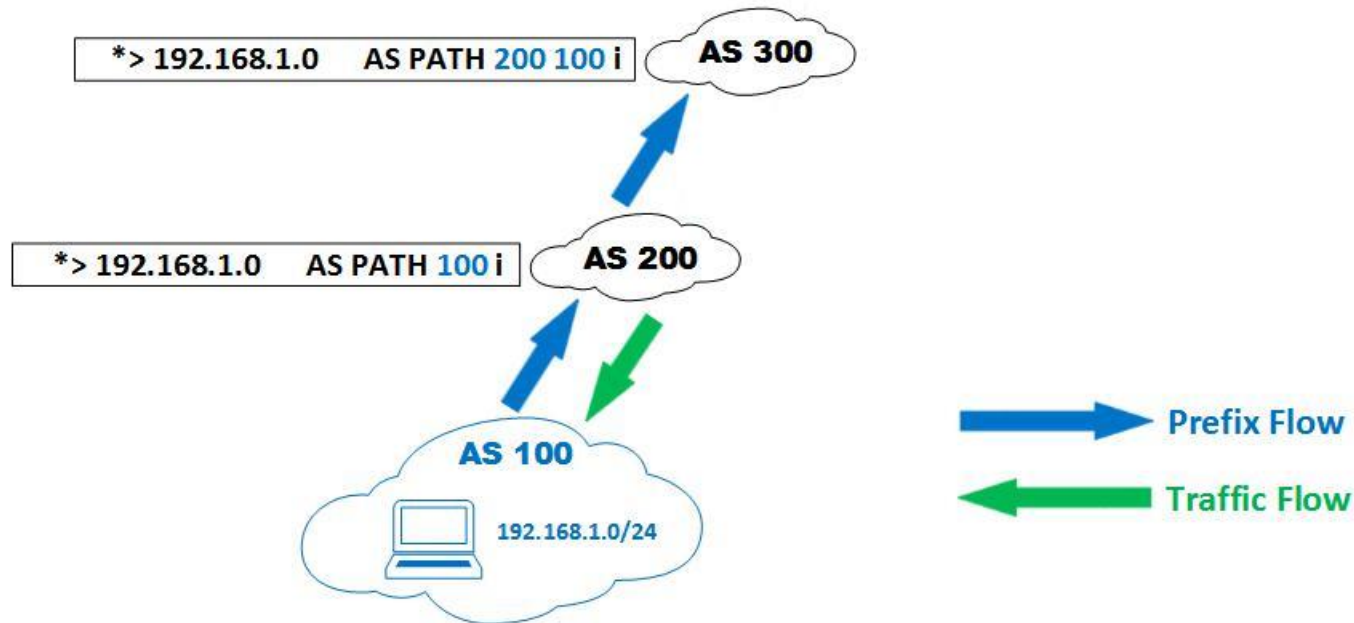 *> 192.168.1.0 AS PATH 200 100 i
AS 300
*> 192.168.1.0 AS PATH 100 i
AS 200
AS 100
192.168.1.0/24
Prefix Flow
Traffic Flow